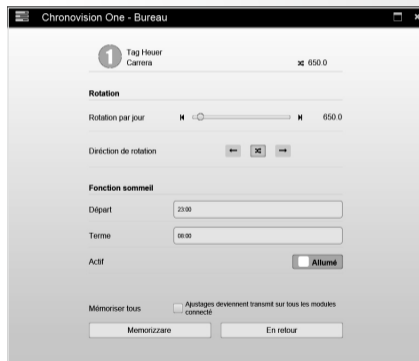 Chronovision One - Bureau
1 Tag Heuer
Carrera 650.0
Rotation
Rotation par jour 650.0
Diréction de rotation
Fonction sommeil
Départ 23:00
Terme 08:00
Actif Allumé
Mémoriser tous Ajustages deviennent transmit sur tous les modules
connecté
Memorizzare En retour